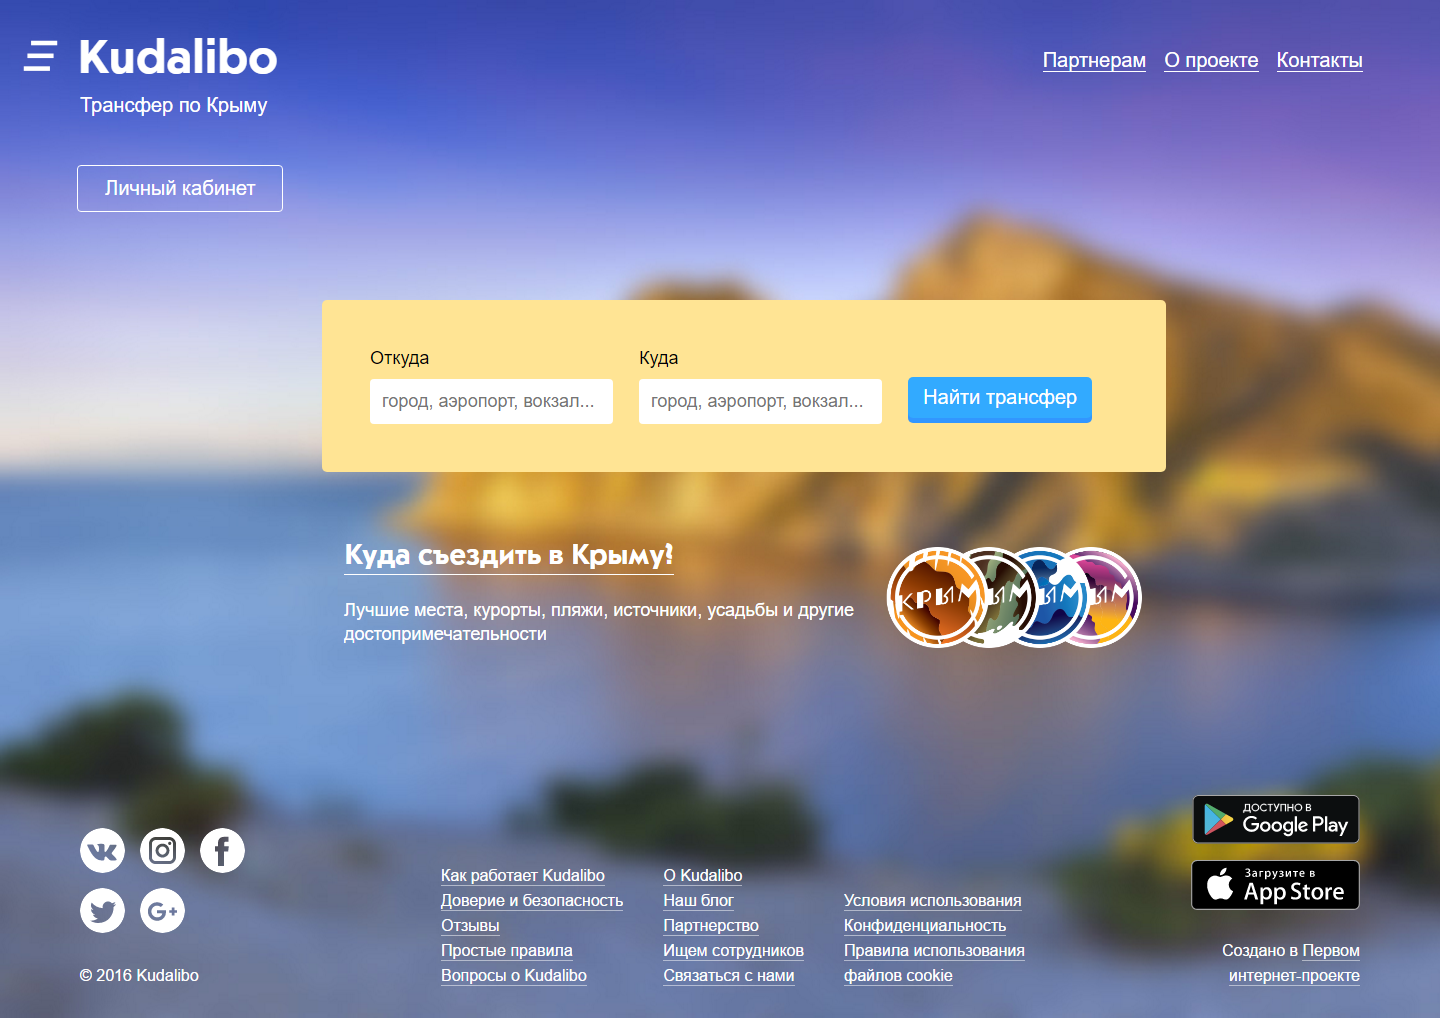 Kudalibo
Трансфер по Крыму
Партнерам О проекте Контакты
Личный кабинет
Откуда
город, аэропорт, вокзал...
Куда
город, аэропорт, вокзал...
Найти трансфер
Куда съездить в Крыму?
Лучшие места, курорты, пляжи, источники, усадьбы и другие
достопримечательности
КРЫМ ЫМ ЫМ ЫМ
© 2016 Kudalibo
Как работает Kudalibo
Доверие и безопасность
Отзывы
Простые правила
Вопросы о Kudalibo
О Kudalibo
Наш блог
Партнерство
Ищем сотрудников
Связаться с нами
Условия использования
Конфиденциальность
Правила использования
файлов cookie
ДОСТУПНО В
Google Play
Загрузите в
App Store
Создано в Первом
интернет-проекте